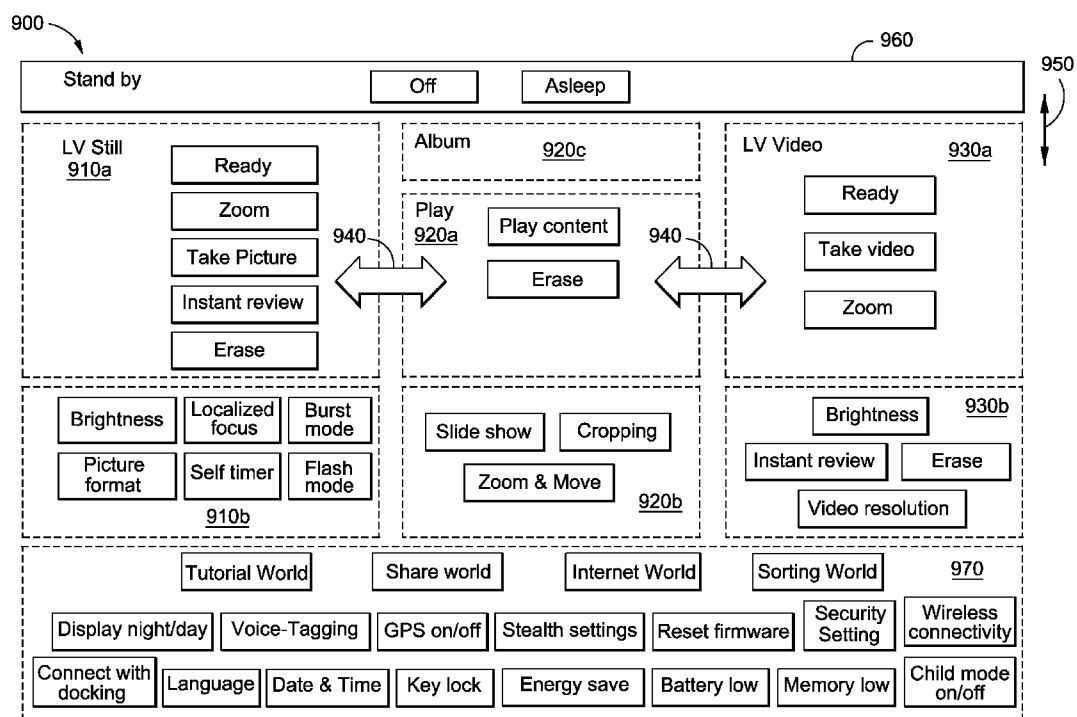 900
960
950
Stand by
Off
Asleep
LV Still
910a
Ready
Zoom
Take Picture
Instant review
Erase
Album
920c
Play
920a
Play content
Erase
940
940
LV Video
930a
Ready
Take video
Zoom
Brightness
Localized
focus
Burst
mode
Picture
format
Self timer
Flash
mode
910b
Slide show
Cropping
Zoom & Move
920b
Brightness
930b
Instant review
Erase
Video resolution
Tutorial World
Share world
Internet World
Sorting World
970
Display night/day
Voice-Tagging
GPS on/off
Stealth settings
Reset firmware
Security
Setting
Wireless
connectivity
Connect with
docking
Language
Date & Time
Key lock
Energy save
Battery low
Memory low
Child mode
on/off